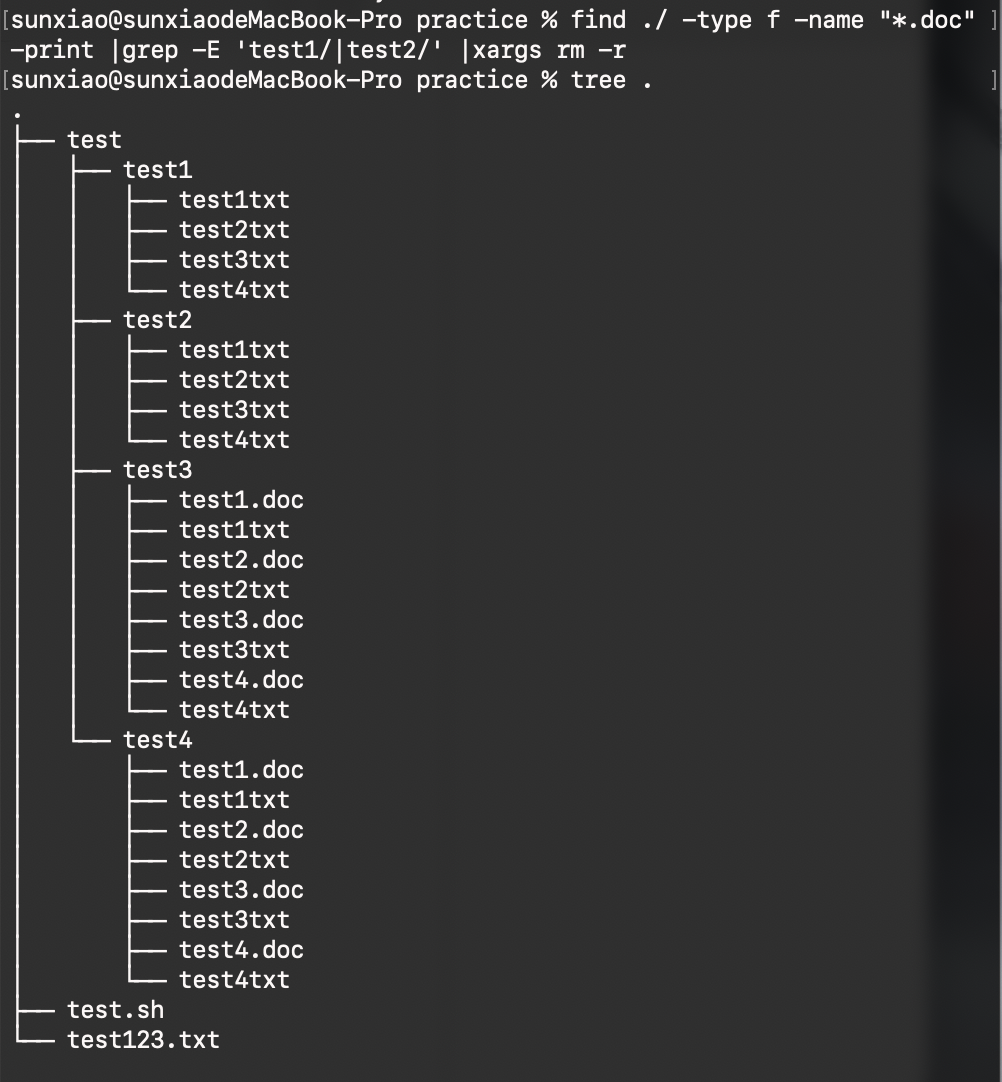 [sunxiao@sunxiaodeMacBook-Pro practice % find ./ -type f -name "*.doc" ]
-print |grep -E 'test1/|test2/' |xargs rm -r
[sunxiao@sunxiaodeMacBook-Pro practice % tree . ]
.
├── test
│   ├── test1
│   │   ├── test1txt
│   │   ├── test2txt
│   │   ├── test3txt
│   │   └── test4txt
│   ├── test2
│   │   ├── test1txt
│   │   ├── test2txt
│   │   ├── test3txt
│   │   └── test4txt
│   ├── test3
│   │   ├── test1.doc
│   │   ├── test1txt
│   │   ├── test2.doc
│   │   ├── test2txt
│   │   ├── test3.doc
│   │   ├── test3txt
│   │   ├── test4.doc
│   │   └── test4txt
│   └── test4
│       ├── test1.doc
│       ├── test1txt
│       ├── test2.doc
│       ├── test2txt
│       ├── test3.doc
│       ├── test3txt
│       ├── test4.doc
│       └── test4txt
├── test.sh
└── test123.txt